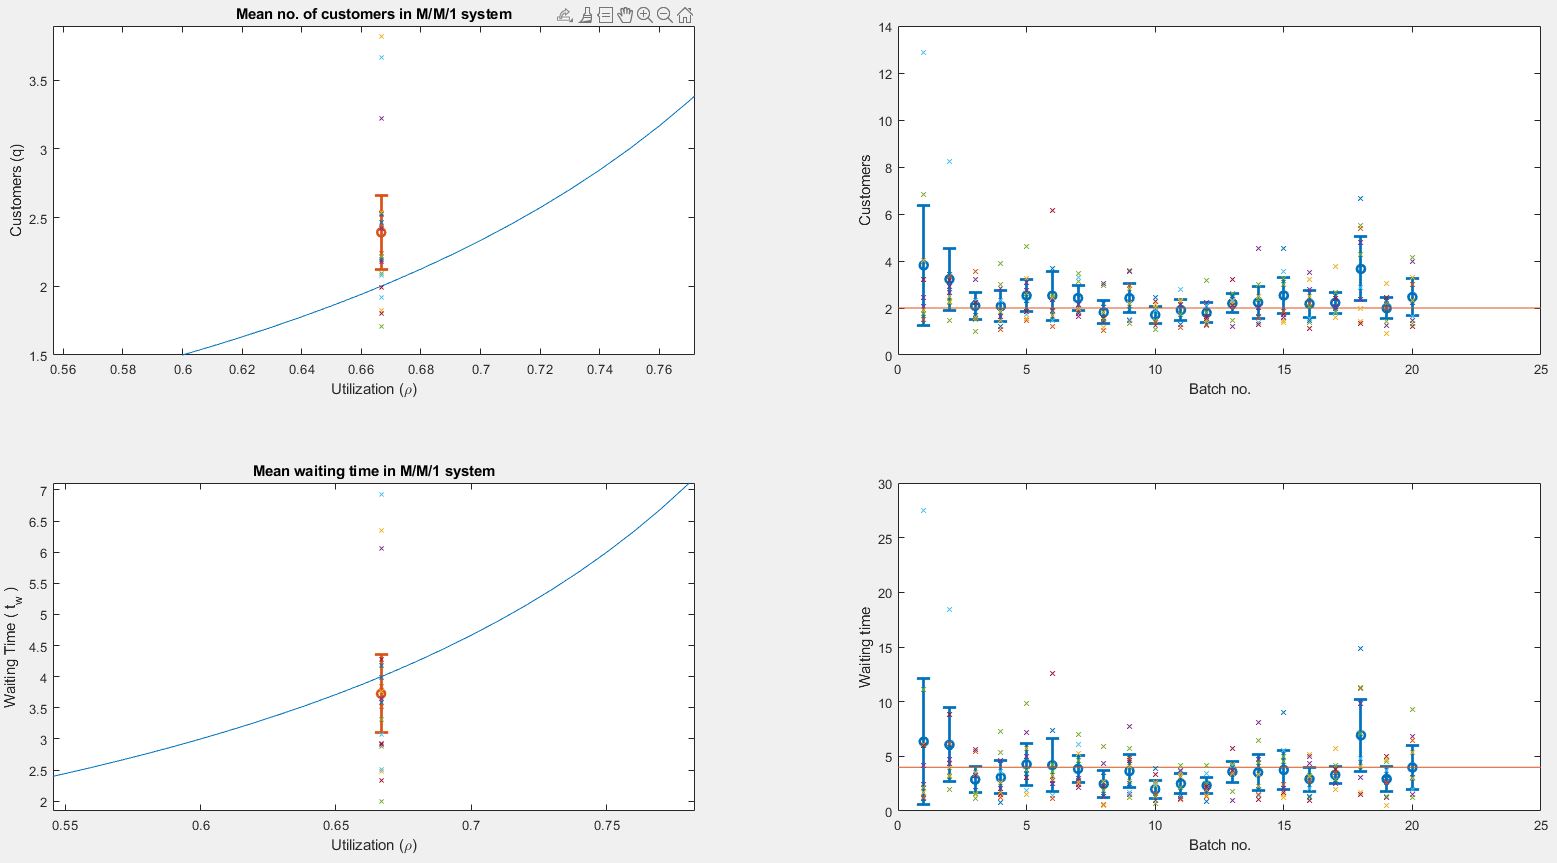 Mean no. of customers in M/M/1 system
3.5
3
2.5
2
1.5
Customers (q)
0.56 0.58 0.6 0.62 0.64 0.66 0.68 0.7 0.72 0.74 0.76
Utilization (ρ)
14
12
10
8
6
4
2
0
Customers
0 5 10 15 20 25
Batch no.
Mean waiting time in M/M/1 system
7
6.5
6
5.5
5
4.5
4
3.5
3
2.5
2
Waiting Time ( t_w )
0.55 0.6 0.65 0.7 0.75
Utilization (ρ)
30
25
20
15
10
5
0
Waiting time
0 5 10 15 20 25
Batch no.